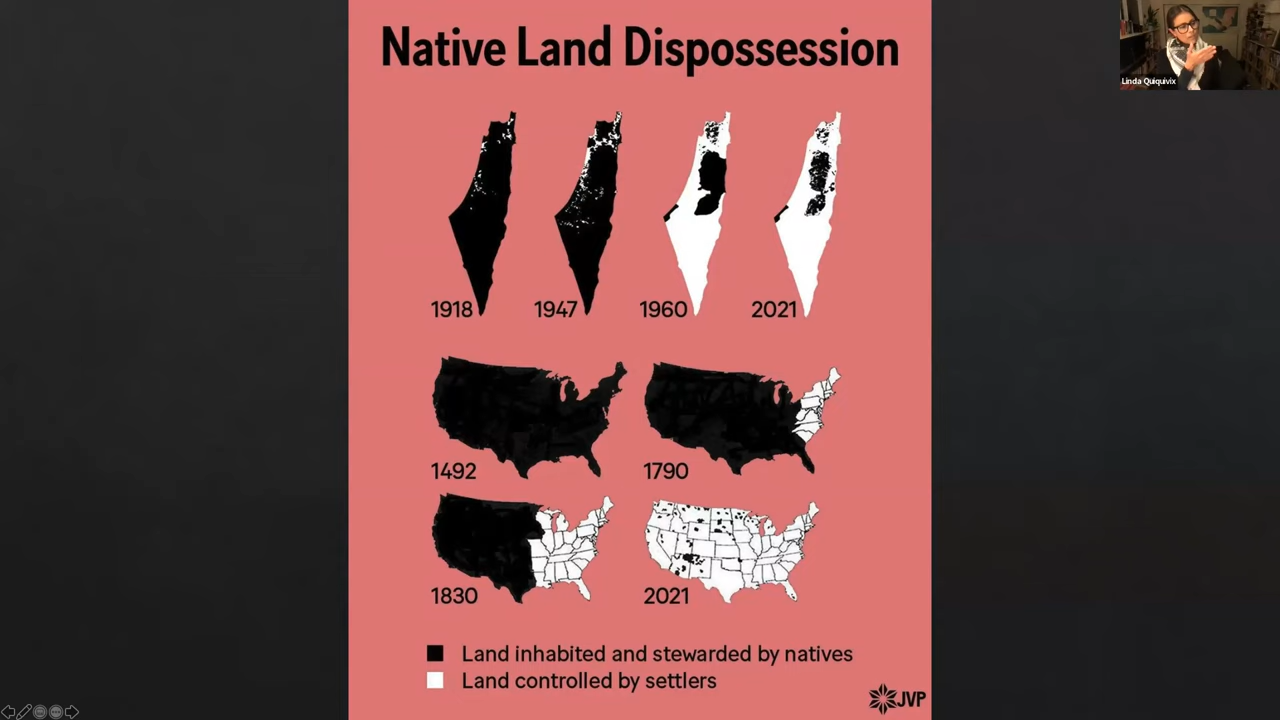 Native Land Dispossession
Linda Quiquivix
1918
1947
1960
2021
1492
1790
1830
2021
Land inhabited and stewarded by natives
Land controlled by settlers
JVP